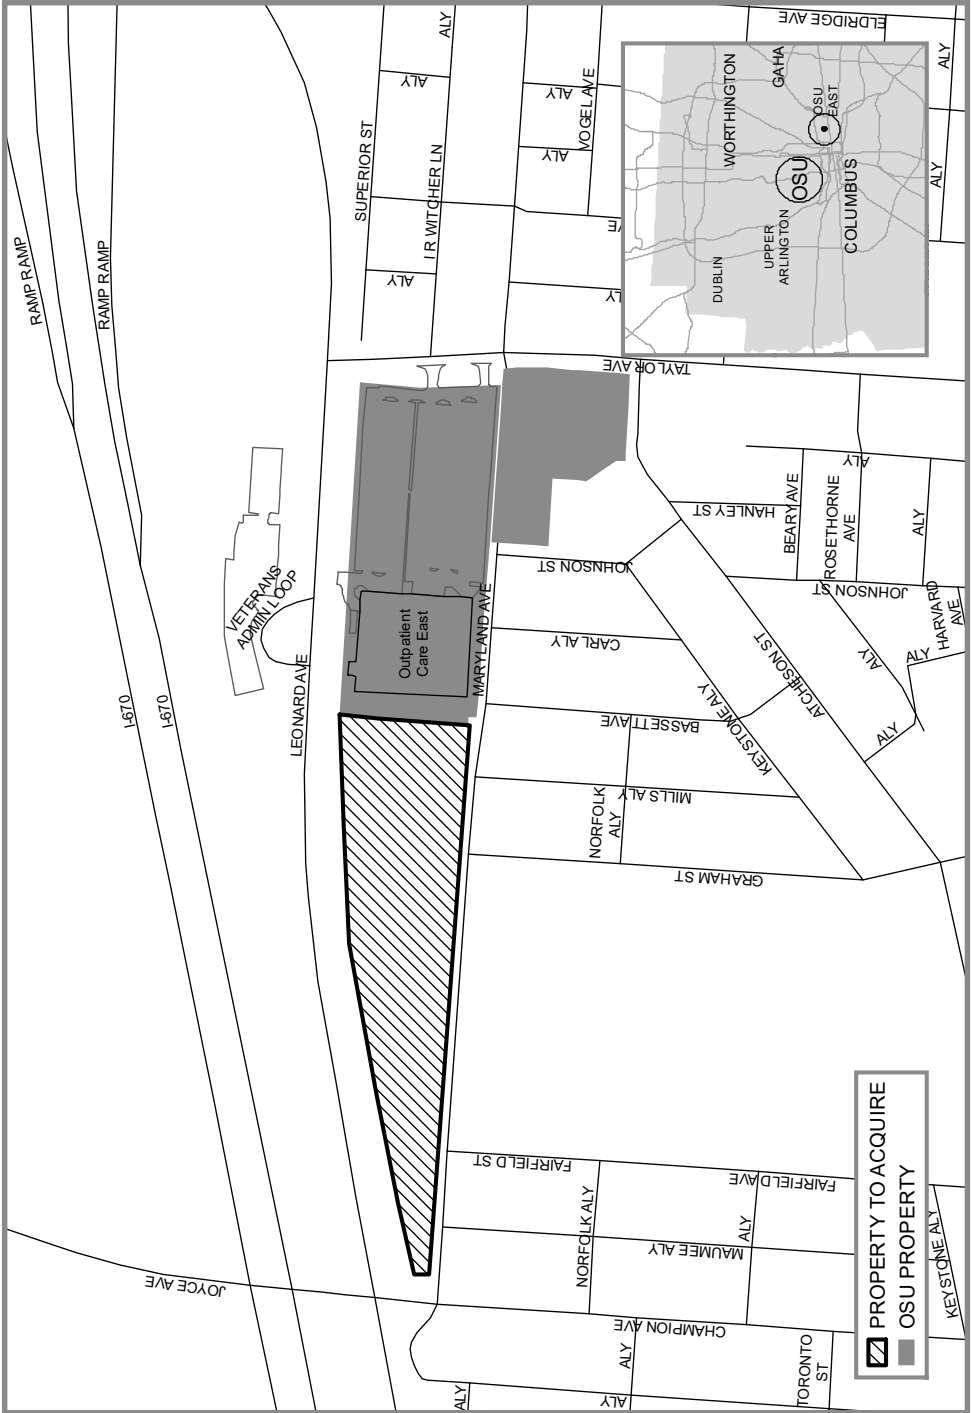 RAMP RAMP
RAMP RAMP
I-670
I-670
JOYCE AVE
LEONARD AVE
VETERANS
ADMIN LOOP
SUPERIOR ST
ALY
ALY
ALY
I R WITCHER LN
ALY
ALY
VOGEL AVE
ELDRIDGE AVE
ALY
ALY
TAYLOR AVE
Outpatient
Care East
MARYLAND AVE
JOHNSON ST
CARL ALY
BASSETT AVE
MILLS ALY
NORFOLK
ALY
GRAHAM ST
KEYSTONE ALY
ATCHESON ST
HANLEY ST
BEARY AVE
ROSETHORNE
AVE
ALY
ALY
JOHNSON ST
HARVARD
AVE
ALY
ALY
ALY
FAIRFIELD ST
FAIRFIELD AVE
NORFOLK ALY
MAUMEE ALY
ALY
CHAMPION AVE
ALY
ALY
ALY
TORONTO
ST
KEYSTONE ALY
WORTHINGTON
GAHA
DUBLIN
UPPER
ARLINGTON
OSU
OSU
EAST
COLUMBUS
PROPERTY TO ACQUIRE
OSU PROPERTY